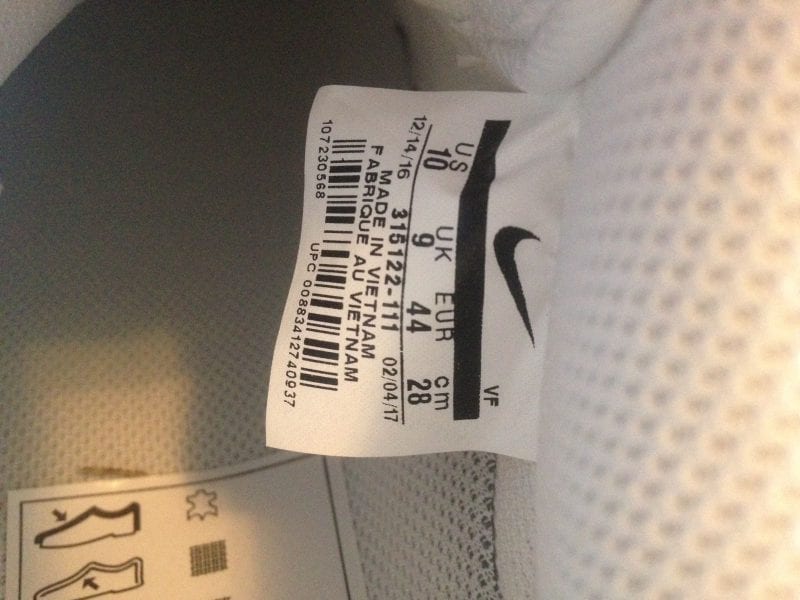 VF
US UK EUR cm
10 9 44 28
12/14/16 315122-111 02/04/17
MADE IN VIETNAM
FABRIQUE AU VIETNAM
107230568
UPC 00883412740937